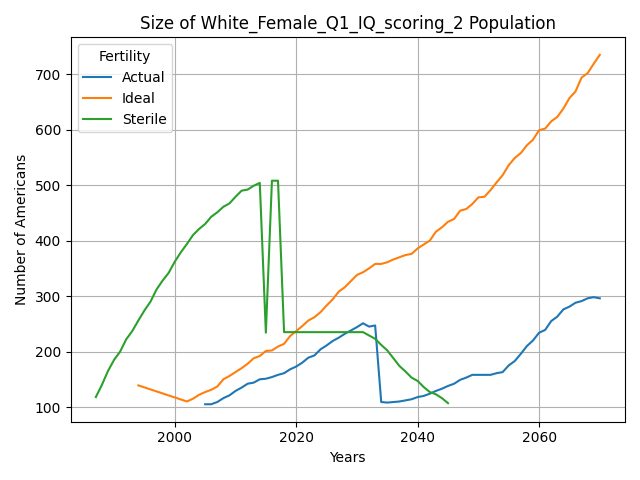 Size of White_Female_Q1_IQ_scoring_2 Population
Fertility
Actual
Ideal
Sterile
Number of Americans
700
600
500
400
300
200
100
2000
2020
2040
2060
Years